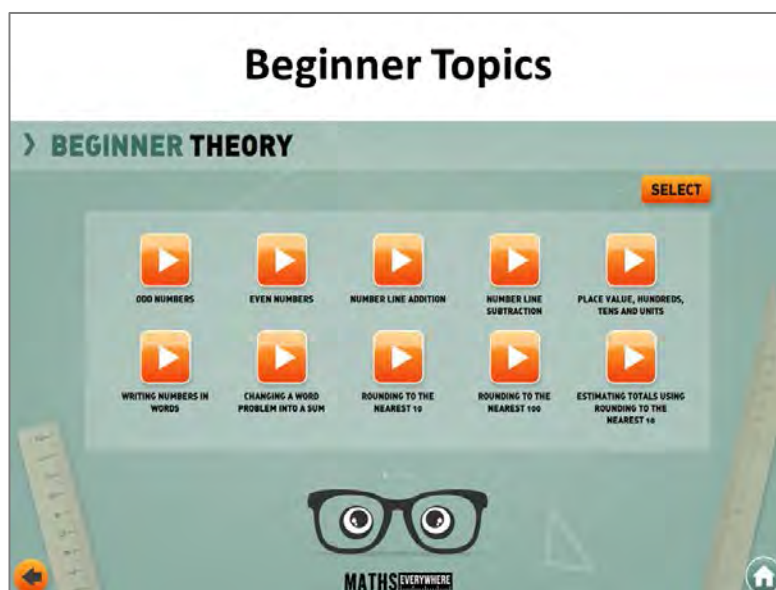 Beginner Topics
❯ BEGINNER THEORY
SELECT
ODD NUMBERS
EVEN NUMBERS
NUMBER LINE ADDITION
NUMBER LINE
SUBTRACTION
PLACE VALUE, HUNDREDS,
TENS AND UNITS
WRITING NUMBERS IN
WORDS
CHANGING A WORD
PROBLEM INTO A SUM
ROUNDING TO THE
NEAREST 10
ROUNDING TO THE
NEAREST 100
ESTIMATING TOTALS USING
ROUNDING TO THE
NEAREST 10
MATHS EVERYWHERE